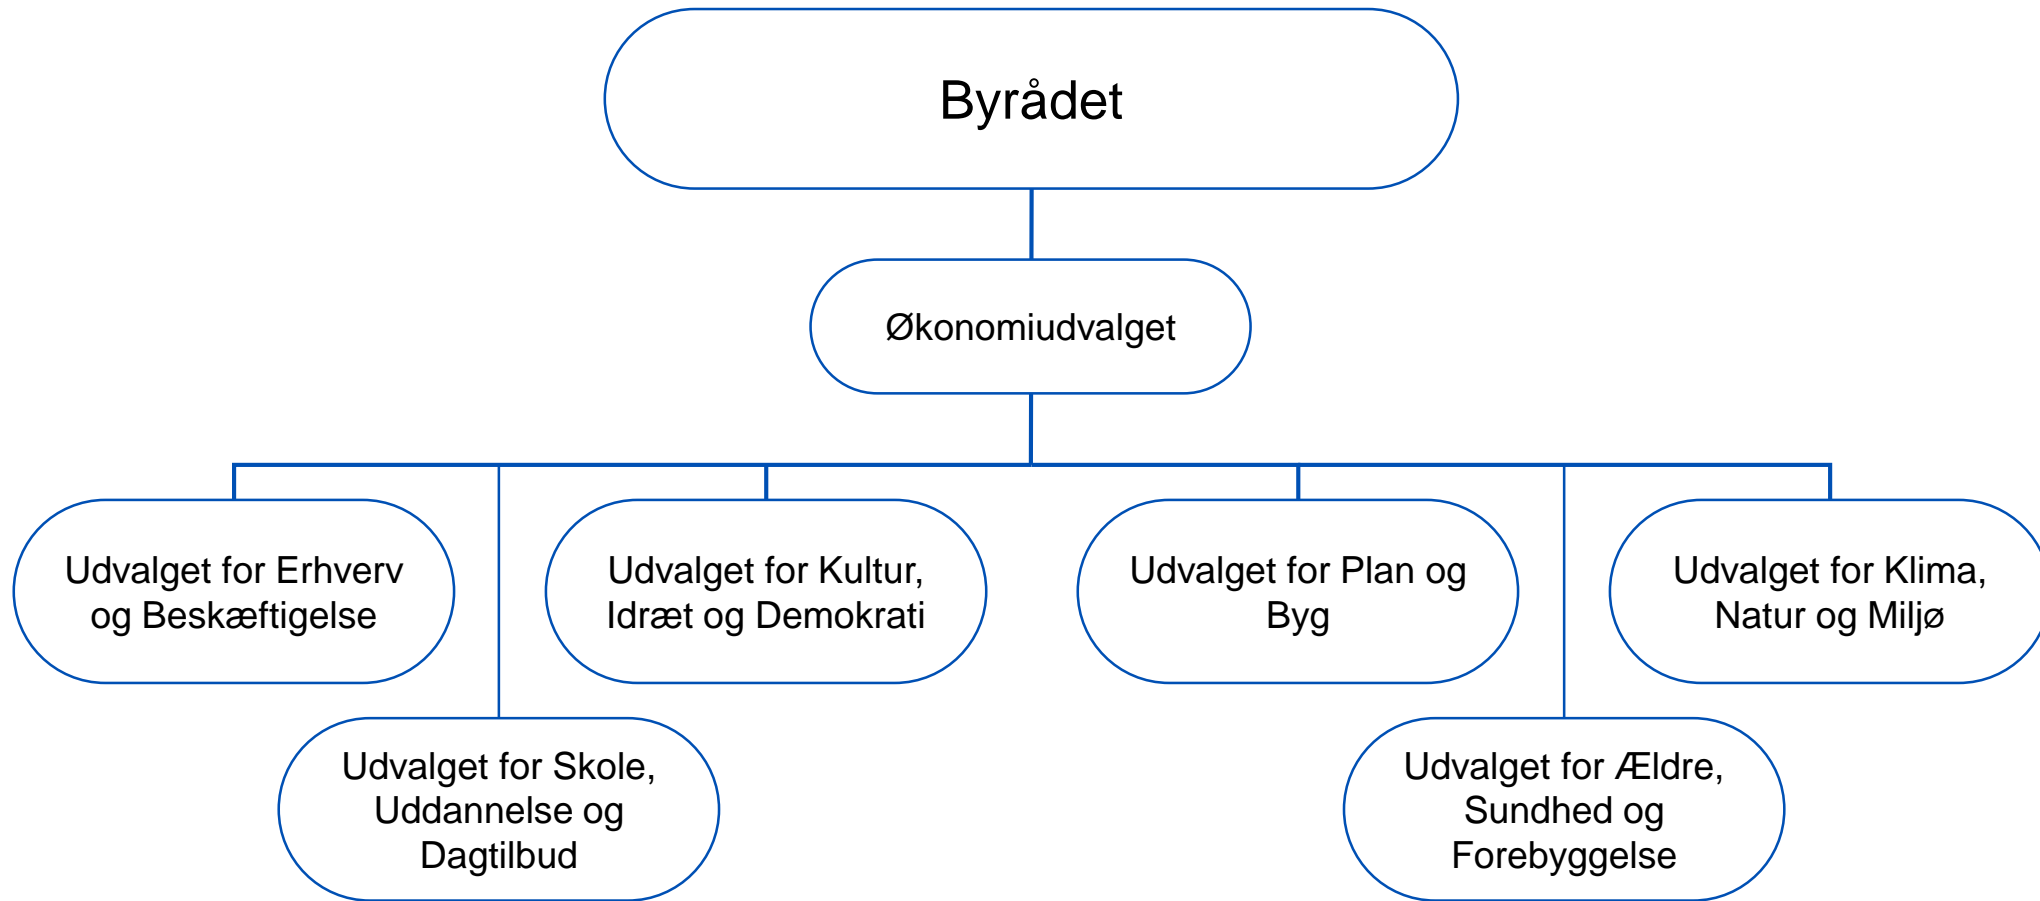 Byrådet
Økonomiudvalget
Udvalget for Erhverv
og Beskæftigelse
Udvalget for Kultur,
Idræt og Demokrati
Udvalget for Plan og
Byg
Udvalget for Klima,
Natur og Miljø
Udvalget for Skole,
Uddannelse og
Dagtilbud
Udvalget for Ældre,
Sundhed og
Forebyggelse